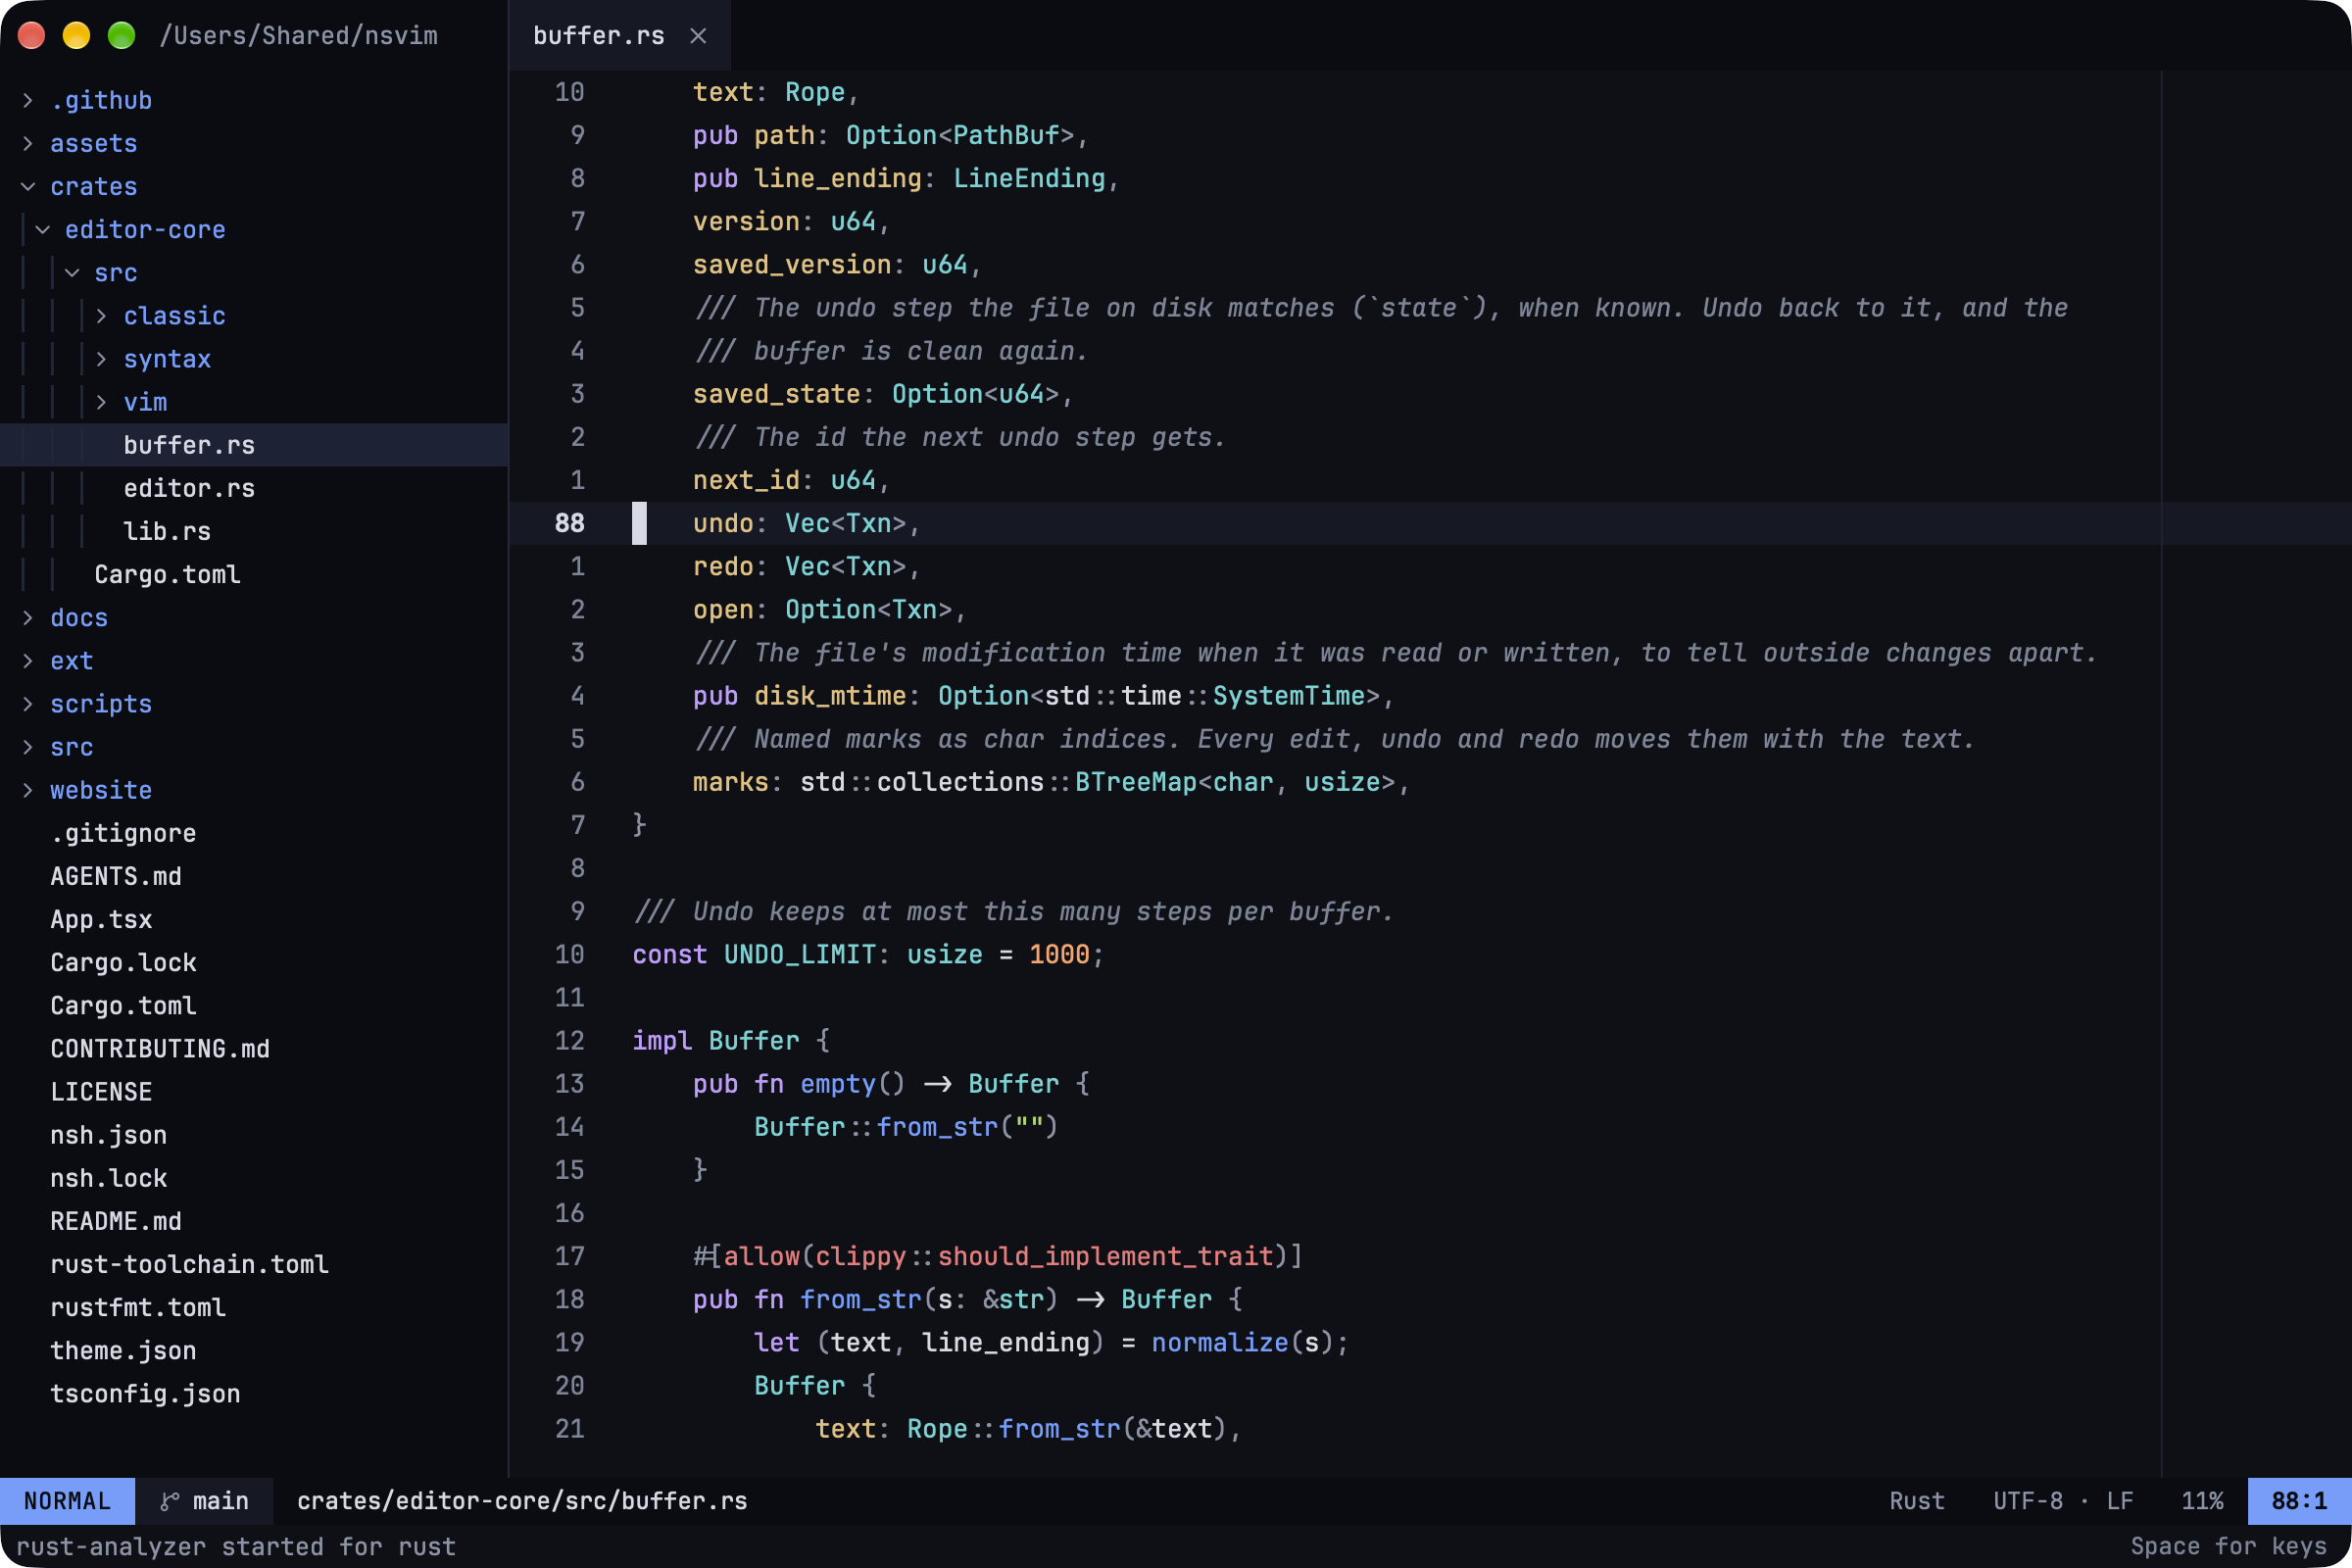 /Users/Shared/nsvim
.github
assets
crates
editor-core
src
classic
syntax
vim
buffer.rs
editor.rs
lib.rs
Cargo.toml
docs
ext
scripts
src
website
.gitignore
AGENTS.md
App.tsx
Cargo.lock
Cargo.toml
CONTRIBUTING.md
LICENSE
nsh.json
nsh.lock
README.md
rust-toolchain.toml
rustfmt.toml
theme.json
tsconfig.json
buffer.rs ×
10     text: Rope,
9     pub path: Option<PathBuf>,
8     pub line_ending: LineEnding,
7     version: u64,
6     saved_version: u64,
5     /// The undo step the file on disk matches (`state`), when known. Undo back to it, and the
4     /// buffer is clean again.
3     saved_state: Option<u64>,
2     /// The id the next undo step gets.
1     next_id: u64,
88     undo: Vec<Txn>,
1     redo: Vec<Txn>,
2     open: Option<Txn>,
3     /// The file's modification time when it was read or written, to tell outside changes apart.
4     pub disk_mtime: Option<std::time::SystemTime>,
5     /// Named marks as char indices. Every edit, undo and redo moves them with the text.
6     marks: std::collections::BTreeMap<char, usize>,
7 }
8
9 /// Undo keeps at most this many steps per buffer.
10 const UNDO_LIMIT: usize = 1000;
11
12 impl Buffer {
13     pub fn empty() -> Buffer {
14         Buffer::from_str("")
15     }
16
17     #[allow(clippy::should_implement_trait)]
18     pub fn from_str(s: &str) -> Buffer {
19         let (text, line_ending) = normalize(s);
20         Buffer {
21             text: Rope::from_str(&text),
NORMAL main crates/editor-core/src/buffer.rs Rust UTF-8 · LF 11% 88:1
rust-analyzer started for rust Space for keys